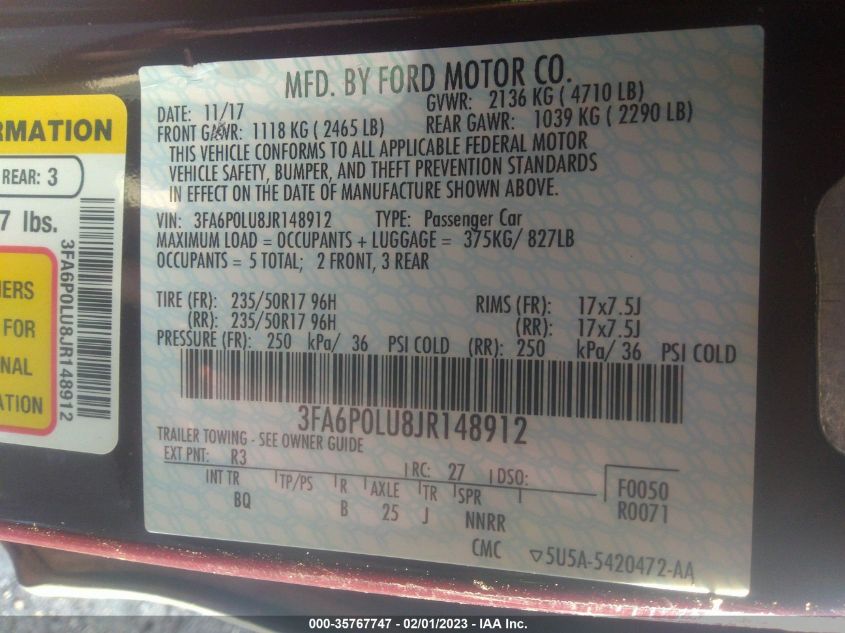 MFD. BY FORD MOTOR CO.
DATE: 11/17 GVWR: 2136 KG ( 4710 LB)
FRONT GAWR: 1118 KG ( 2465 LB) REAR GAWR: 1039 KG ( 2290 LB)
THIS VEHICLE CONFORMS TO ALL APPLICABLE FEDERAL MOTOR
VEHICLE SAFETY, BUMPER, AND THEFT PREVENTION STANDARDS
IN EFFECT ON THE DATE OF MANUFACTURE SHOWN ABOVE.
VIN: 3FA6P0LU8JR148912 TYPE: Passenger Car
MAXIMUM LOAD = OCCUPANTS + LUGGAGE = 375KG/ 827LB
OCCUPANTS = 5 TOTAL; 2 FRONT, 3 REAR
TIRE (FR): 235/50R17 96H RIMS (FR): 17x7.5J
(RR): 235/50R17 96H (RR): 17x7.5J
PRESSURE (FR): 250 kPa/ 36 PSI COLD (RR): 250 kPa/ 36 PSI COLD
3FA6P0LU8JR148912
TRAILER TOWING - SEE OWNER GUIDE
EXT PNT: R3 RC: 27 DSO:
INT TR TP/PS R AXLE TR SPR F0050
BQ B 25 J NNRR R0071
CMC ▽5U5A-5420472-AA
RMATION
REAR: 3
7 lbs.
3FA6P0LU8JR148912
ERS
FOR
NAL
ATION
000-35767747 - 02/01/2023 - IAA Inc.